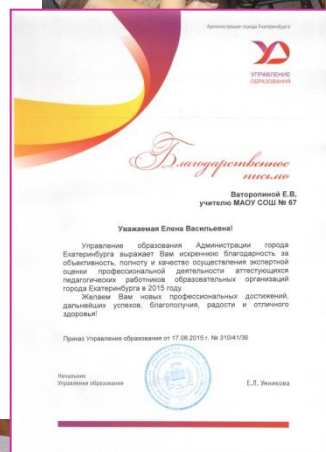 Администрация города Екатеринбурга
УПРАВЛЕНИЕ
ОБРАЗОВАНИЯ
Благодарственное
письмо
Ваторопиной Е.В,
учителю МАОУ СОШ № 67
Уважаемая Елена Васильевна!
Управление образования Администрации города
Екатеринбурга выражает Вам искреннюю благодарность за
объективность, полноту и качество осуществления экспертной
оценки профессиональной деятельности аттестующихся
педагогических работников образовательных организаций
города Екатеринбурга в 2015 году.
Желаем Вам новых профессиональных достижений,
дальнейших успехов, благополучия, радости и отличного
здоровья!
Приказ Управления образования от 17.08.2015 г. № 310/41/36
Начальник
Управления образования
Е.Л. Умникова